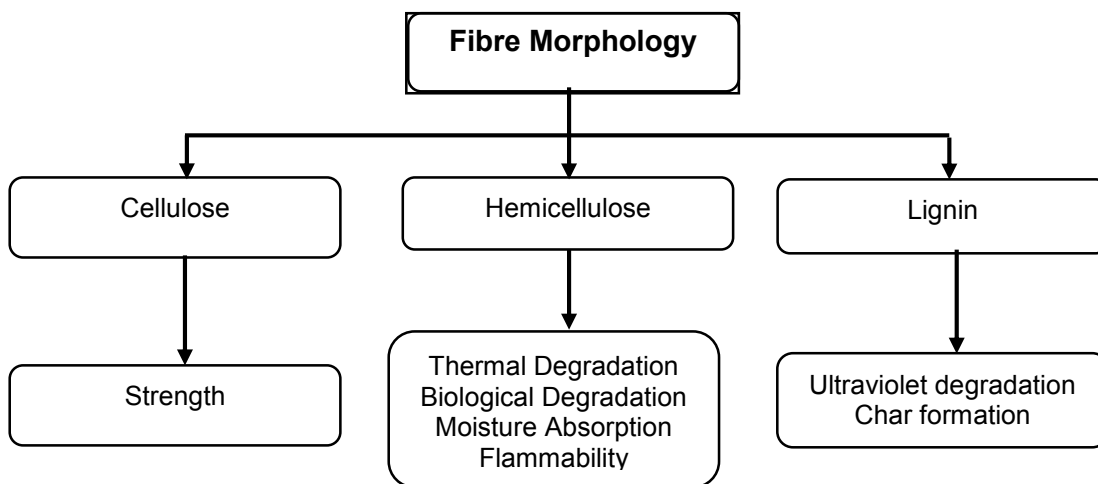 Fibre Morphology
Cellulose
Hemicellulose
Lignin
Strength
Thermal Degradation
Biological Degradation
Moisture Absorption
Flammability
Ultraviolet degradation
Char formation